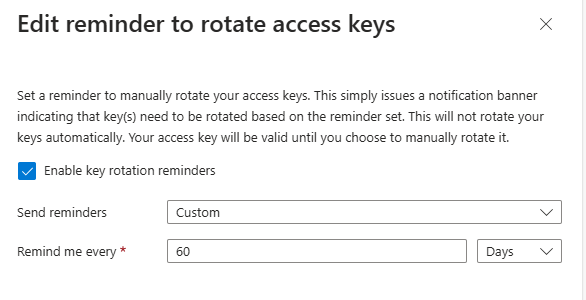 Edit reminder to rotate access keys
Set a reminder to manually rotate your access keys. This simply issues a notification banner
indicating that key(s) need to be rotated based on the reminder set. This will not rotate your
keys automatically. Your access key will be valid until you choose to manually rotate it.
Enable key rotation reminders
Send reminders Custom
Remind me every * 60 Days